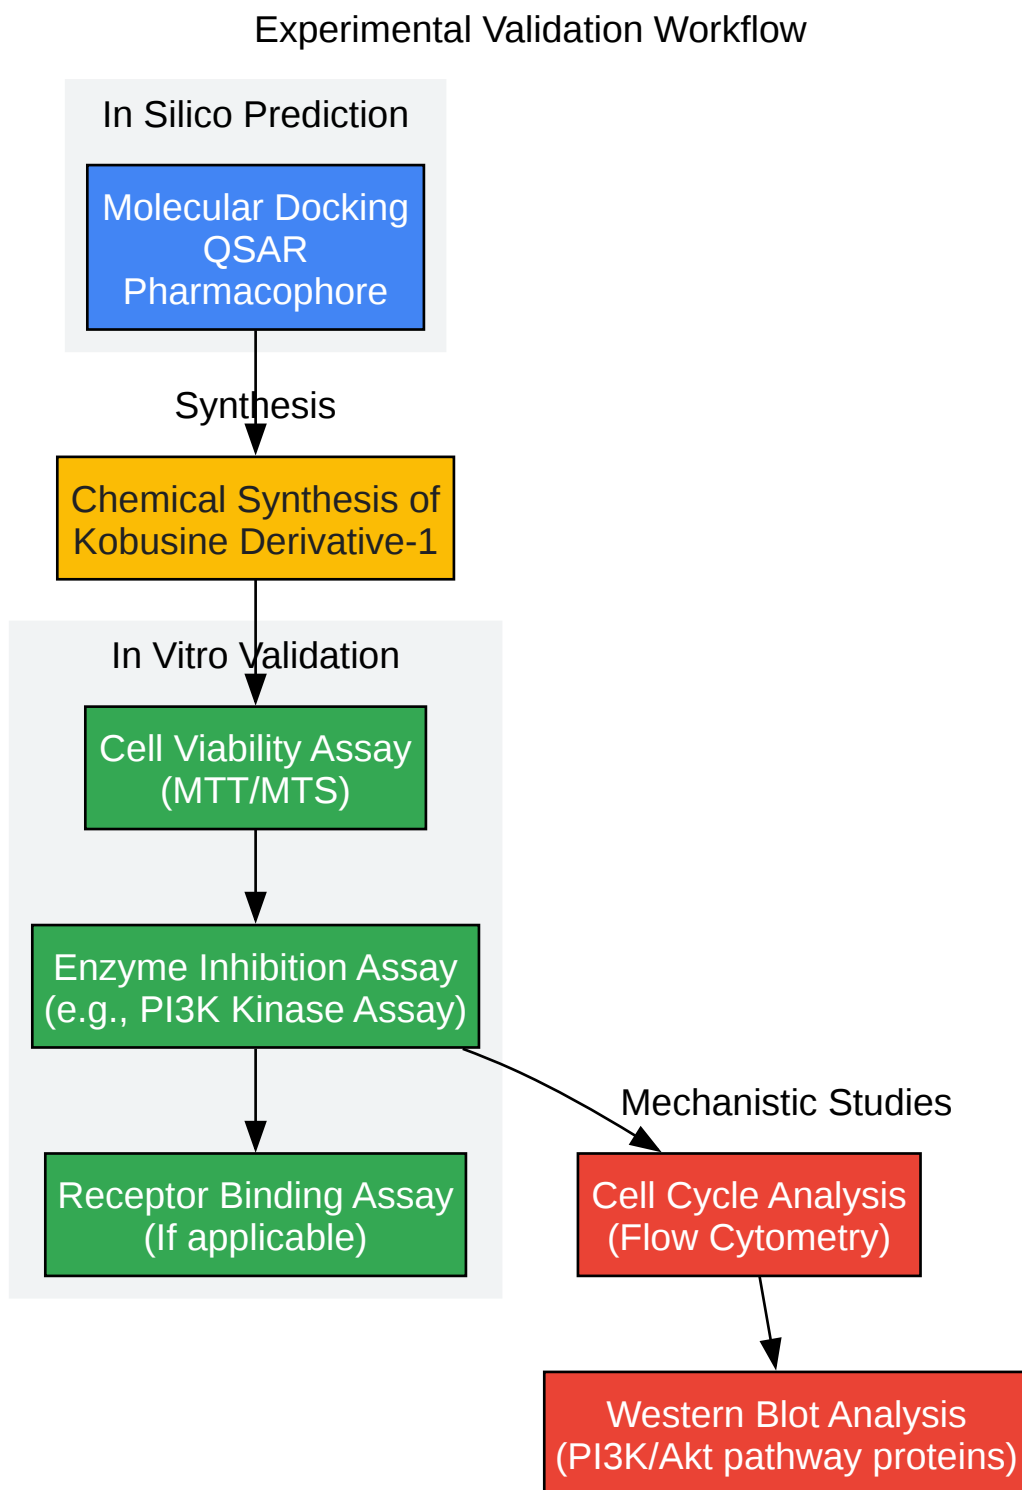 Experimental Validation Workflow
In Silico Prediction
Molecular Docking
QSAR
Pharmacophore
Synthesis
Chemical Synthesis of
Kobusine Derivative-1
In Vitro Validation
Cell Viability Assay
(MTT/MTS)
Enzyme Inhibition Assay
(e.g., PI3K Kinase Assay)
Mechanistic Studies
Receptor Binding Assay
(If applicable)
Cell Cycle Analysis
(Flow Cytometry)
Western Blot Analysis
(PI3K/Akt pathway proteins)